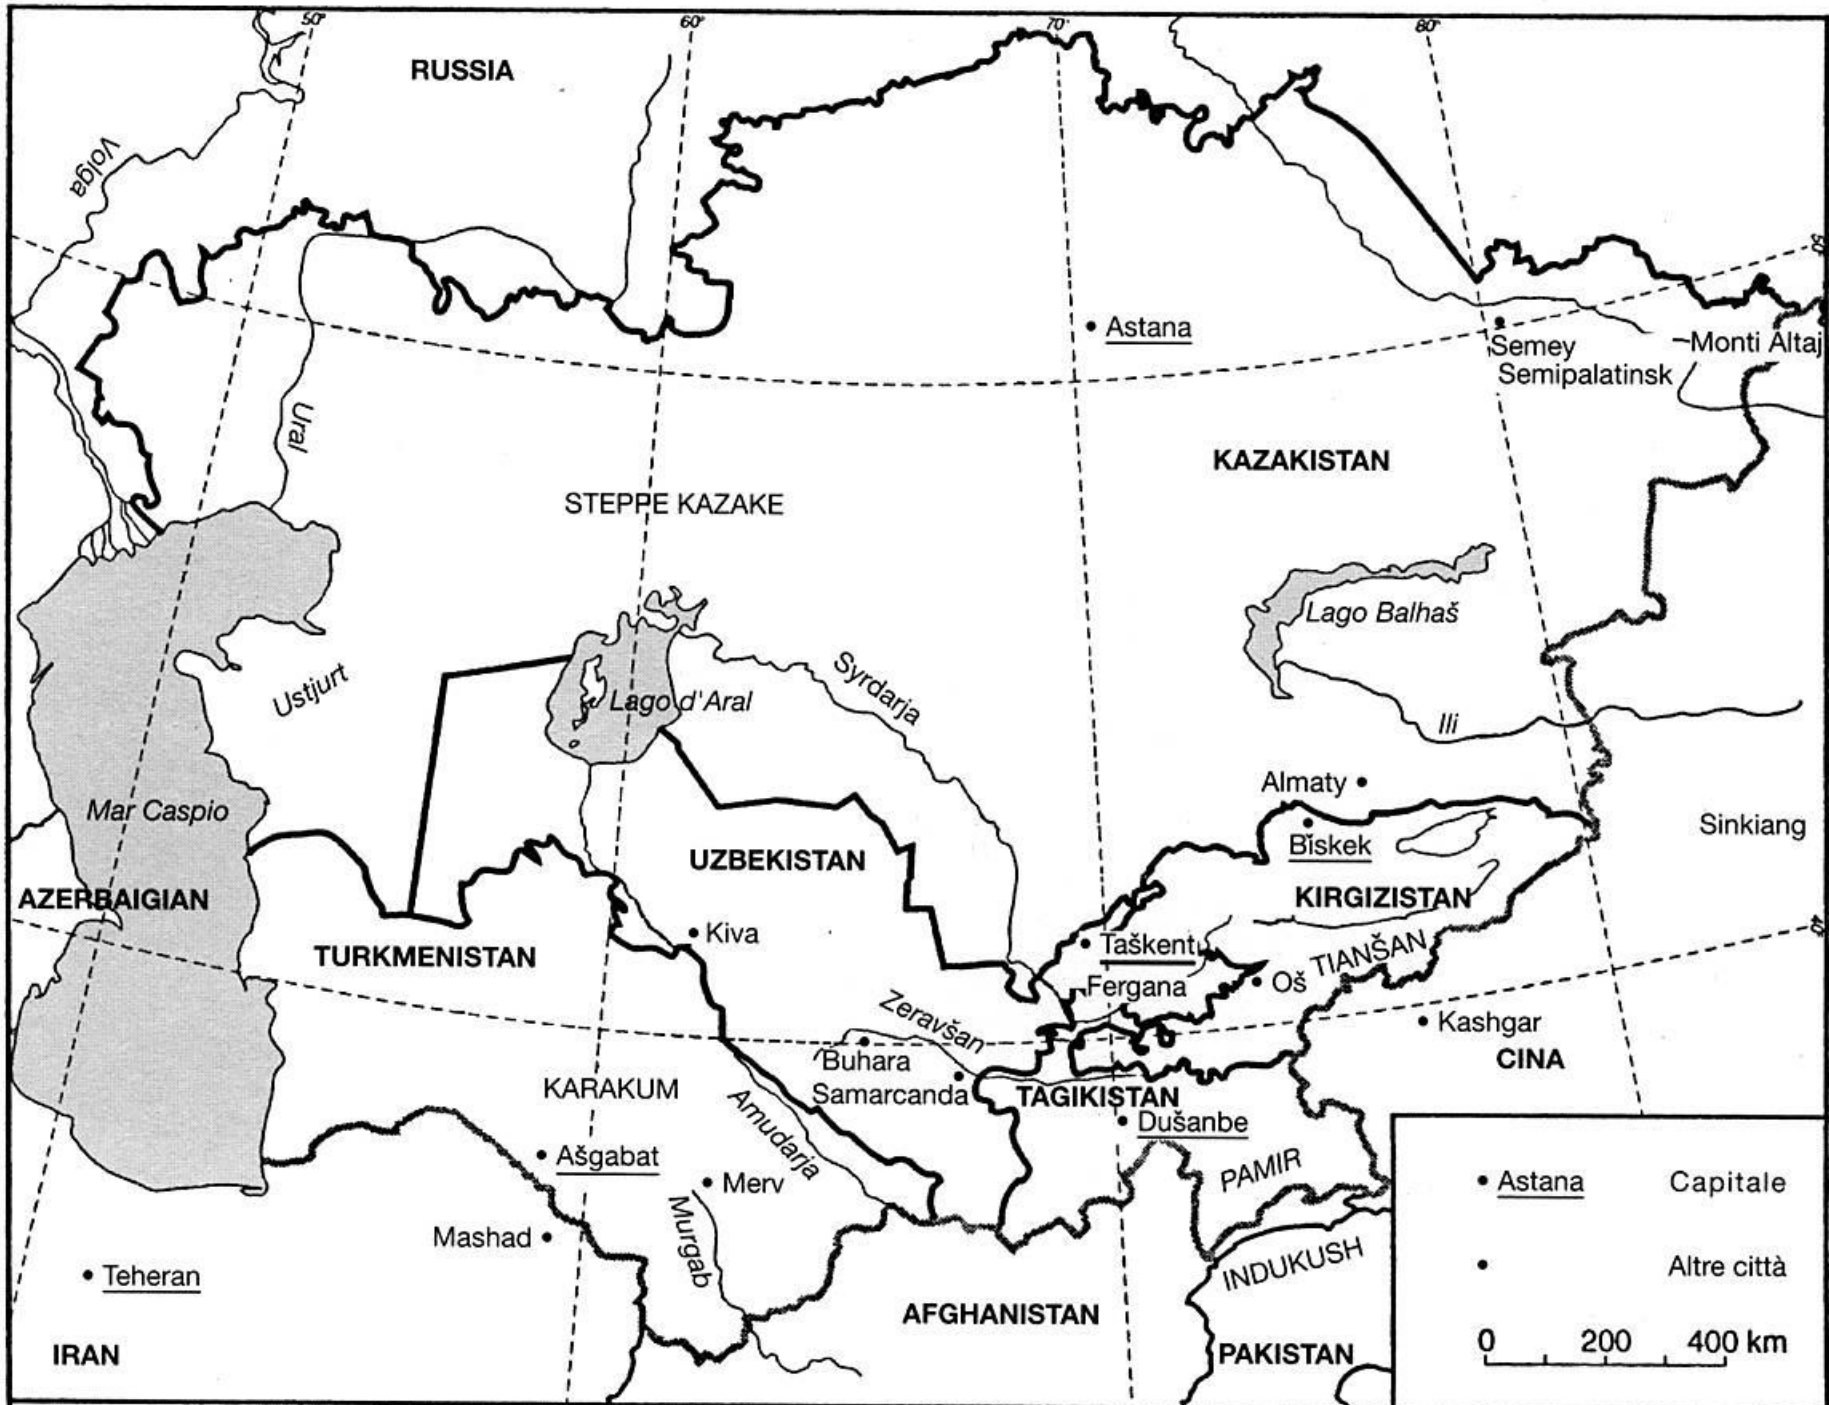 50°
60°
70°
80°
RUSSIA
Volga
50°
Astana
Semey
Semipalatinsk
Monti Altaj
Ural
KAZAKISTAN
STEPPE KAZAKE
Lago Balhaš
Ustjurt
Lago d'Aral
Syrdarja
Ili
Almaty
Mar Caspio
Sinkiang
Biskek
UZBEKISTAN
AZERBAIGIAN
KIRGIZISTAN
40°
TURKMENISTAN
Kiva
Taškent
TIANŠAN
Fergana
Oš
Zeravšan
Kashgar
Buhara
CINA
KARAKUM
Samarcanda
TAGIKISTAN
Amudarja
Dušanbe
Ašgabat
Merv
PAMIR
Astana Capitale
Murgab
Mashad
INDUKUSH
Teheran
Altre città
AFGHANISTAN
IRAN
PAKISTAN
0 200 400 km